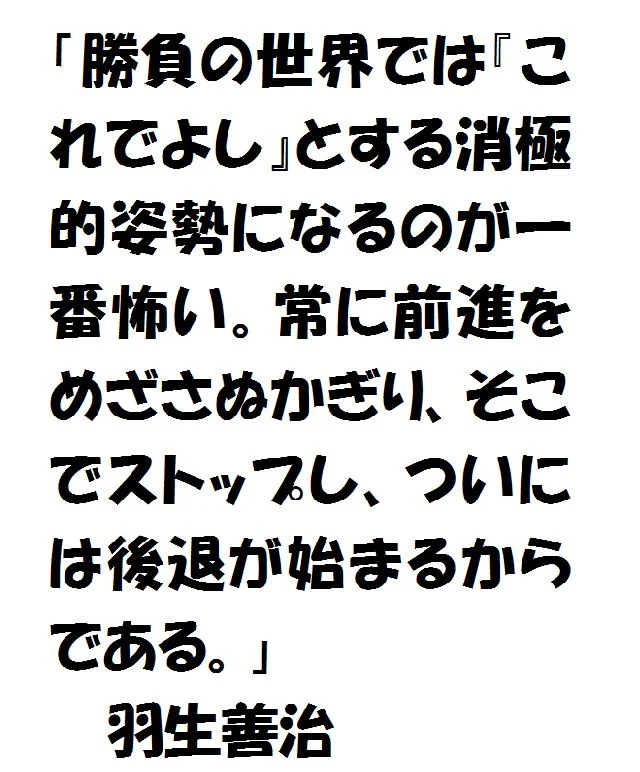 「勝負の世界では『こ
れでよし』とする消極
的姿勢になるのが一
番怖い。常に前進を
めざさぬかぎり、そこ
でストップし、ついに
は後退が始まるから
である。」
羽生善治